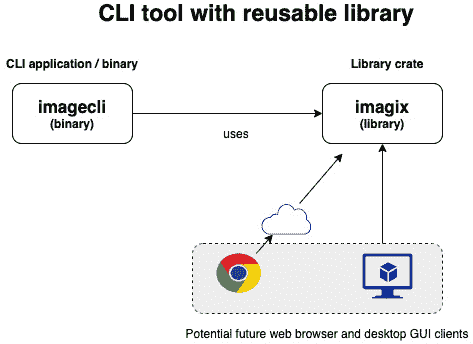 CLI tool with reusable library
CLI application / binary
Library crate
imagecli
(binary)
imagix
(library)
uses
Potential future web browser and desktop GUI clients